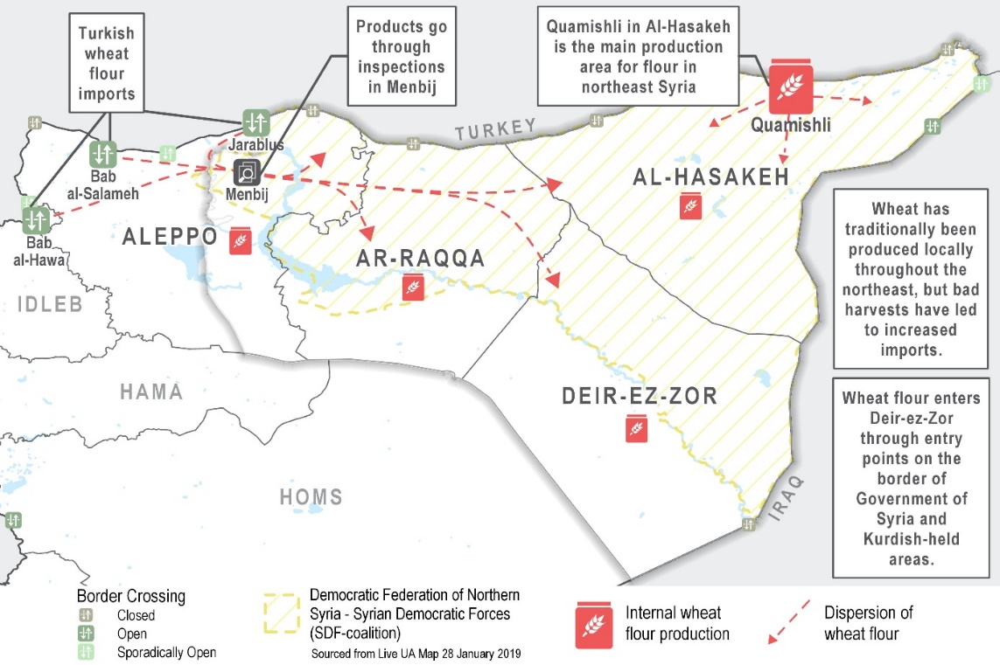 Turkish
wheat
flour
imports
Products go
through
inspections
in Menbij
Quamishli in Al-Hasakeh
is the main production
area for flour in
northeast Syria
TURKEY
Quamishli
Jarablus
Bab
al-Salameh
Menbij
AL-HASAKEH
Bab
al-Hawa
ALEPPO
AR-RAQQA
IDLEB
Wheat has
traditionally been
produced locally
throughout the
northeast, but bad
harvests have led
to increased
imports.
HAMA
DEIR-EZ-ZOR
Wheat flour enters
Deir-ez-Zor
through entry
points on the
border of
Government of
Syria and
Kurdish-held
areas.
HOMS
IRAQ
Border Crossing
Closed
Open
Sporadically Open
Democratic Federation of Northern
Syria - Syrian Democratic Forces
(SDF-coalition)
Sourced from Live UA Map 28 January 2019
Internal wheat
flour production
Dispersion of
wheat flour